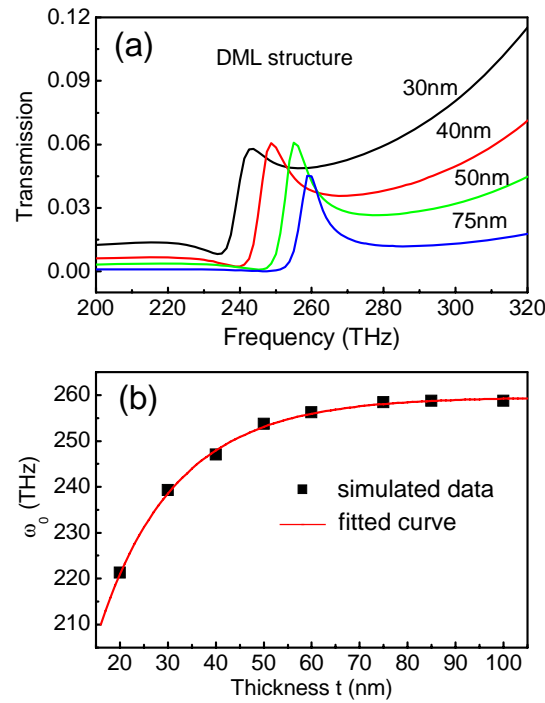 (a)
DML structure
30nm
40nm
50nm
75nm
0.12
0.09
0.06
0.03
0.00
Transmission
200 220 240 260 280 300 320
Frequency (THz)
(b)
260
250
240
230
220
210
ω₀ (THz)
simulated data
fitted curve
20 30 40 50 60 70 80 90 100
Thickness t (nm)